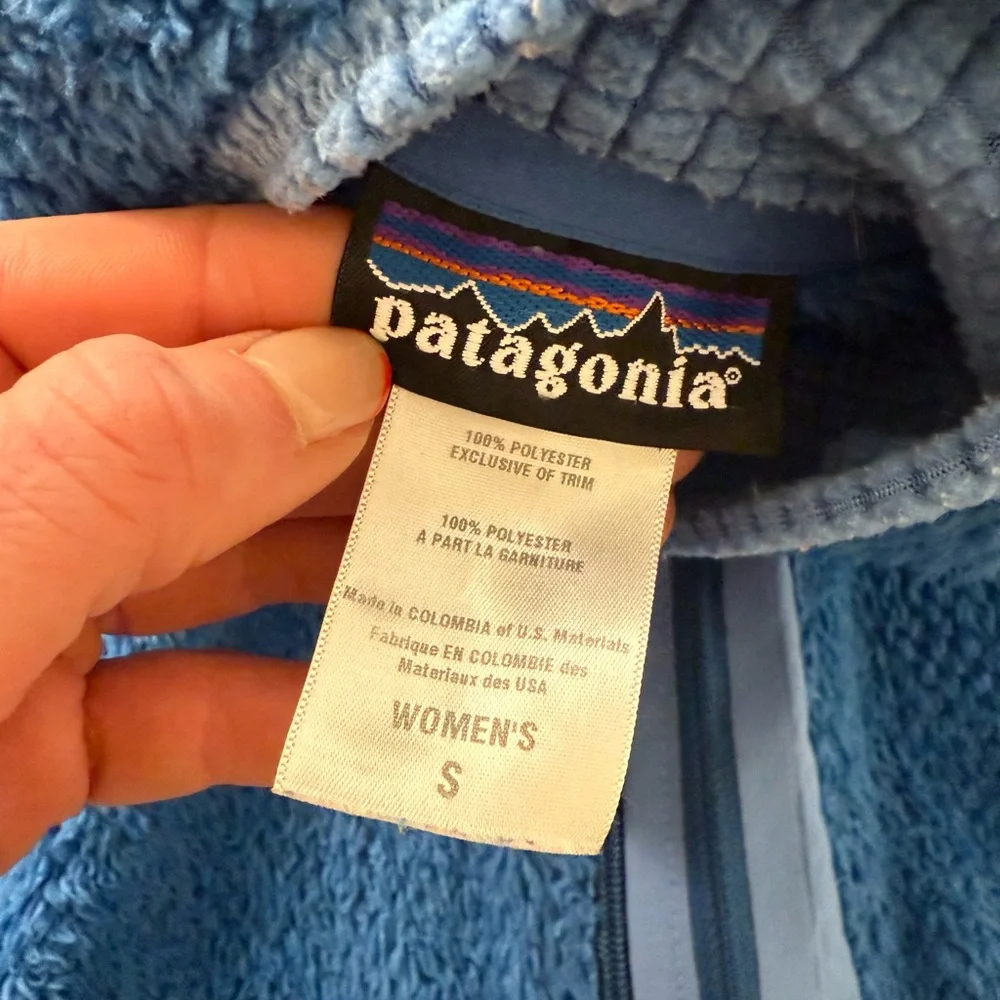 patagonia®
100% POLYESTER
EXCLUSIVE OF TRIM
100% POLYESTER
A PART LA GARNITURE
Made in COLOMBIA of U.S. Materials
Fabrique EN COLOMBIE des
Materiaux des USA
WOMEN'S
S